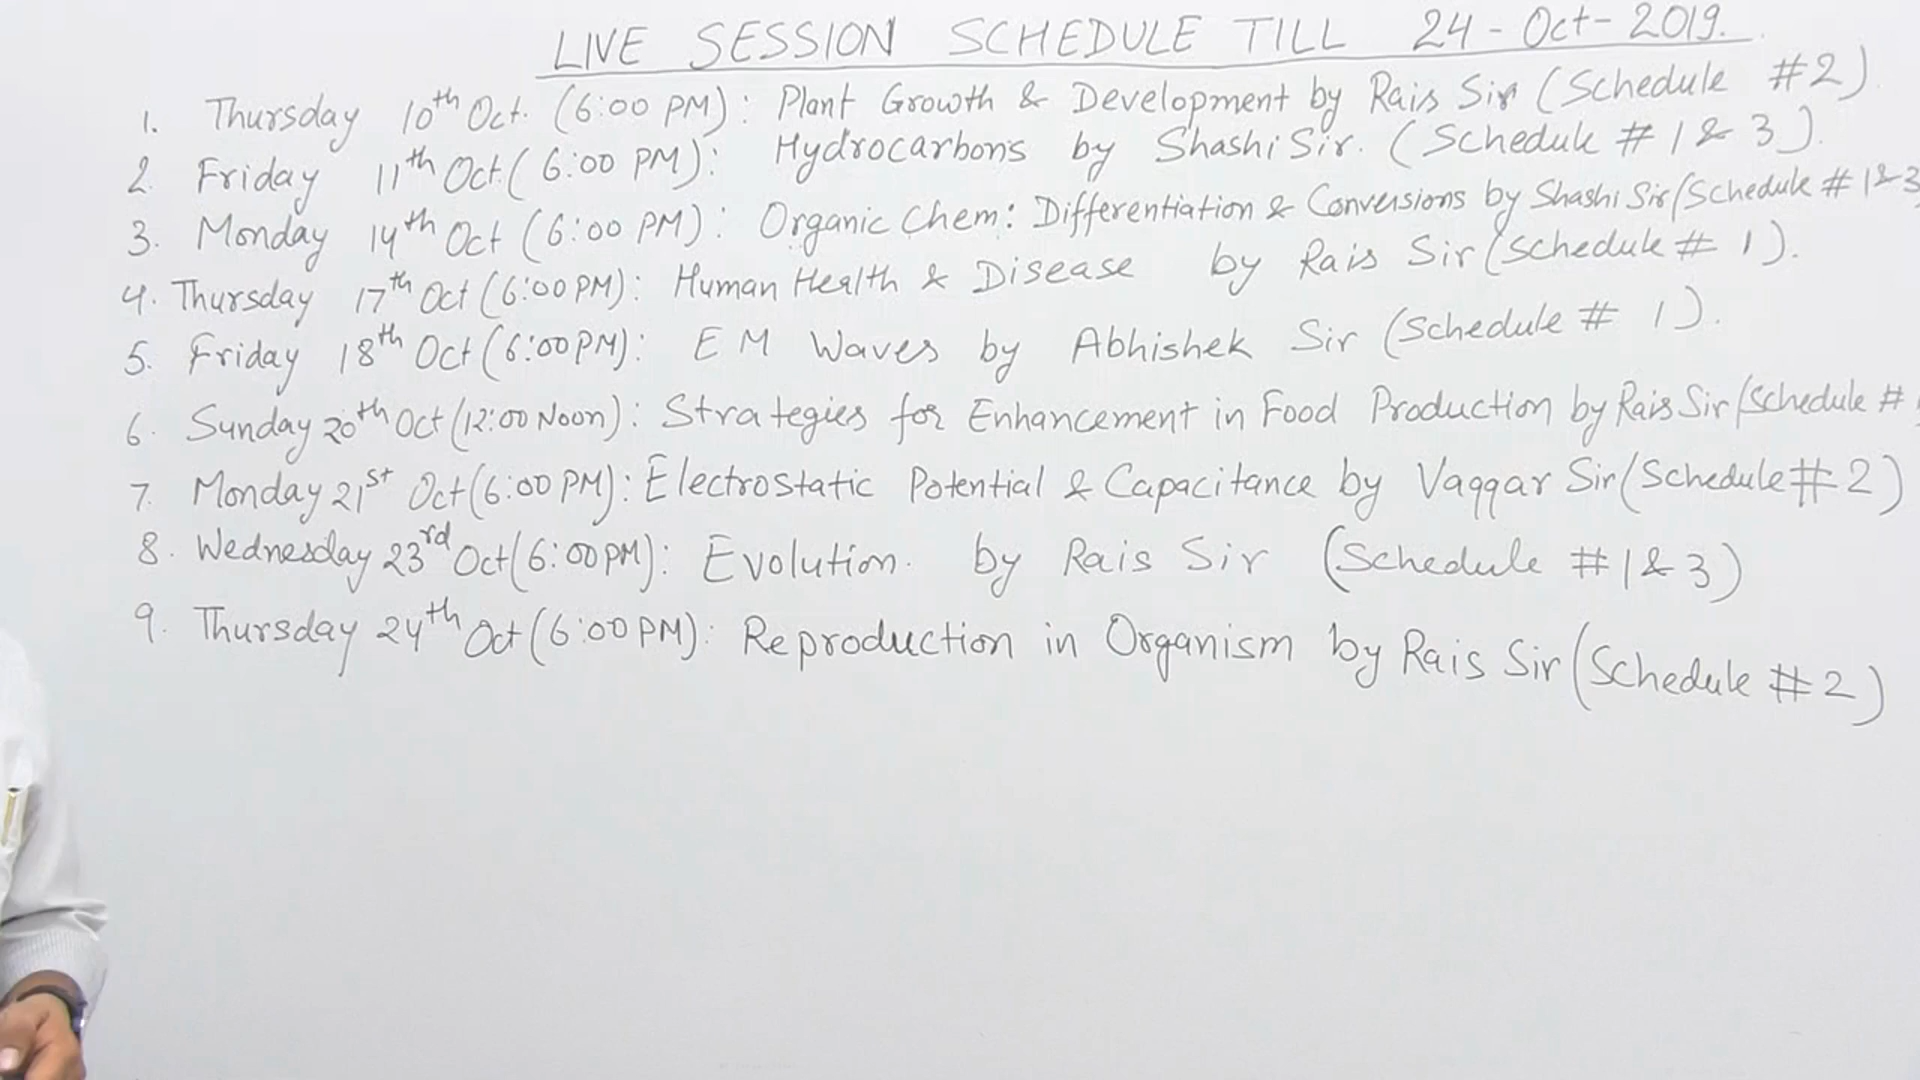 LIVE SESSION SCHEDULE TILL 24-Oct-2019.
1. Thursday 10th Oct. (6:00 PM): Plant Growth & Development by Rais Sir (Schedule #2).
2. Friday 11th Oct. (6:00 PM): Hydrocarbons by Shashi Sir. (Schedule #1 & 3).
3. Monday 14th Oct (6:00 PM): Organic Chem: Differentiation & Conversions by Shashi Sir (Schedule #1&3)
4. Thursday 17th Oct (6:00 PM): Human Health & Disease by Rais Sir (Schedule # 1).
5. Friday 18th Oct (6:00 PM): EM Waves by Abhishek Sir (Schedule # 1).
6. Sunday 20th Oct (12:00 Noon): Strategies for Enhancement in Food Production by Rais Sir (Schedule #
7. Monday 21st Oct (6:00 PM): Electrostatic Potential & Capacitance by Vaqqar Sir (Schedule #2)
8. Wednesday 23rd Oct (6:00 PM): Evolution. by Rais Sir (Schedule #1&3)
9. Thursday 24th Oct (6:00 PM): Reproduction in Organism by Rais Sir (Schedule #2)